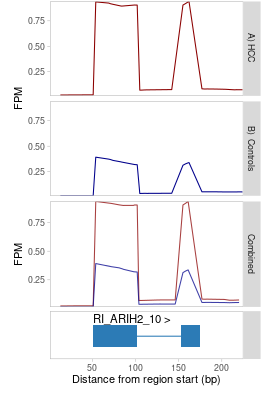 0.75
0.50
0.25
FPM
A) HCC
0.75
0.50
0.25
B) Controls
0.75
0.50
0.25
FPM
Combined
RI_ARIH2_10 >
50 100 150 200
Distance from region start (bp)